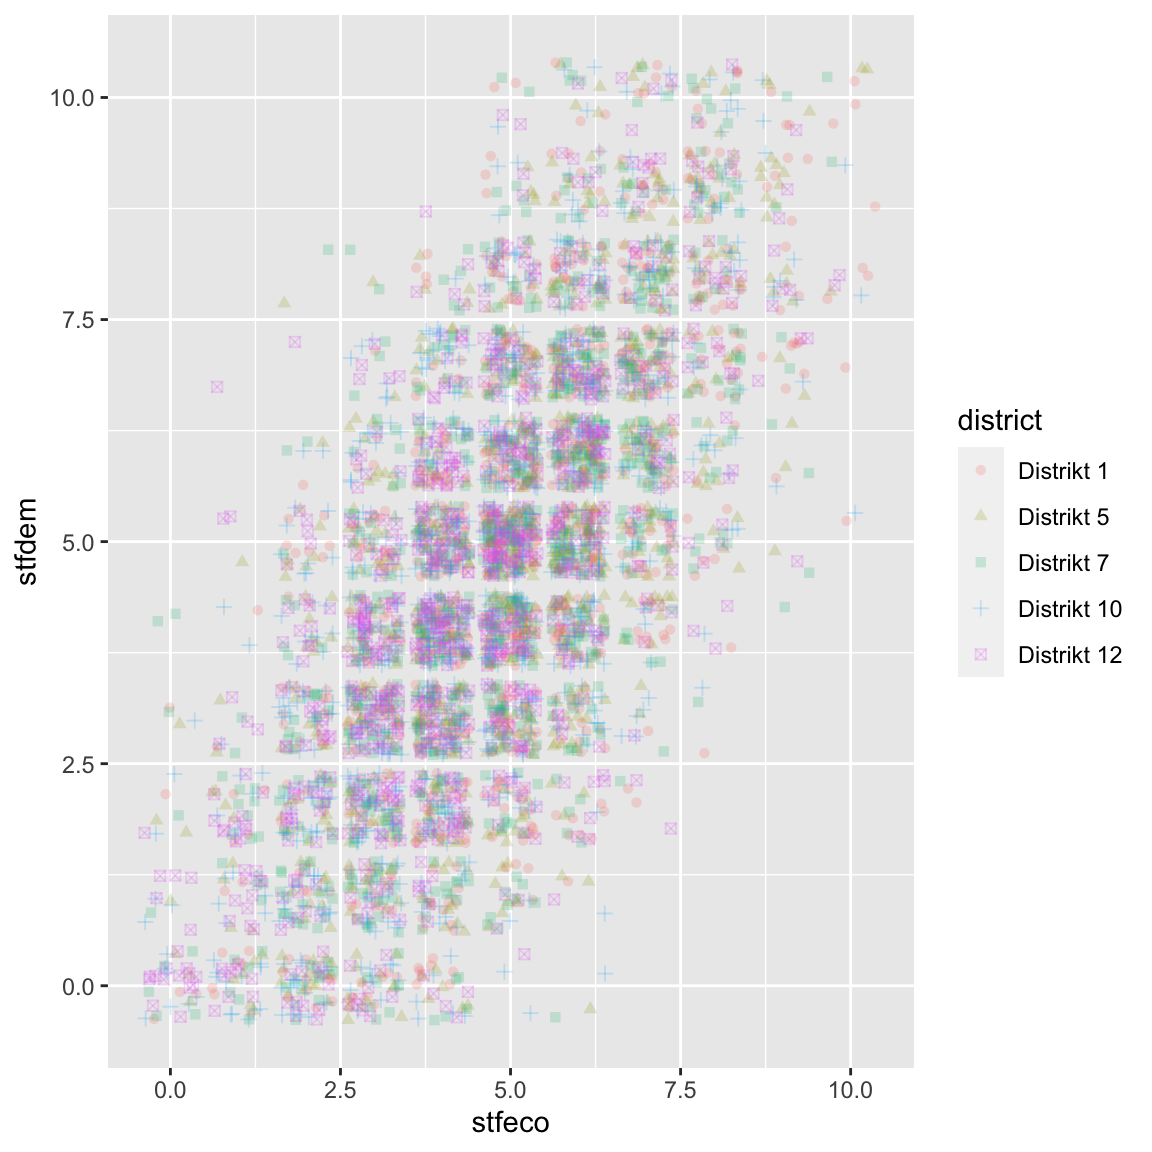 10.0
7.5
5.0
2.5
0.0
stfdem
0.0 2.5 5.0 7.5 10.0
stfeco
district
Distrikt 1
Distrikt 5
Distrikt 7
Distrikt 10
Distrikt 12